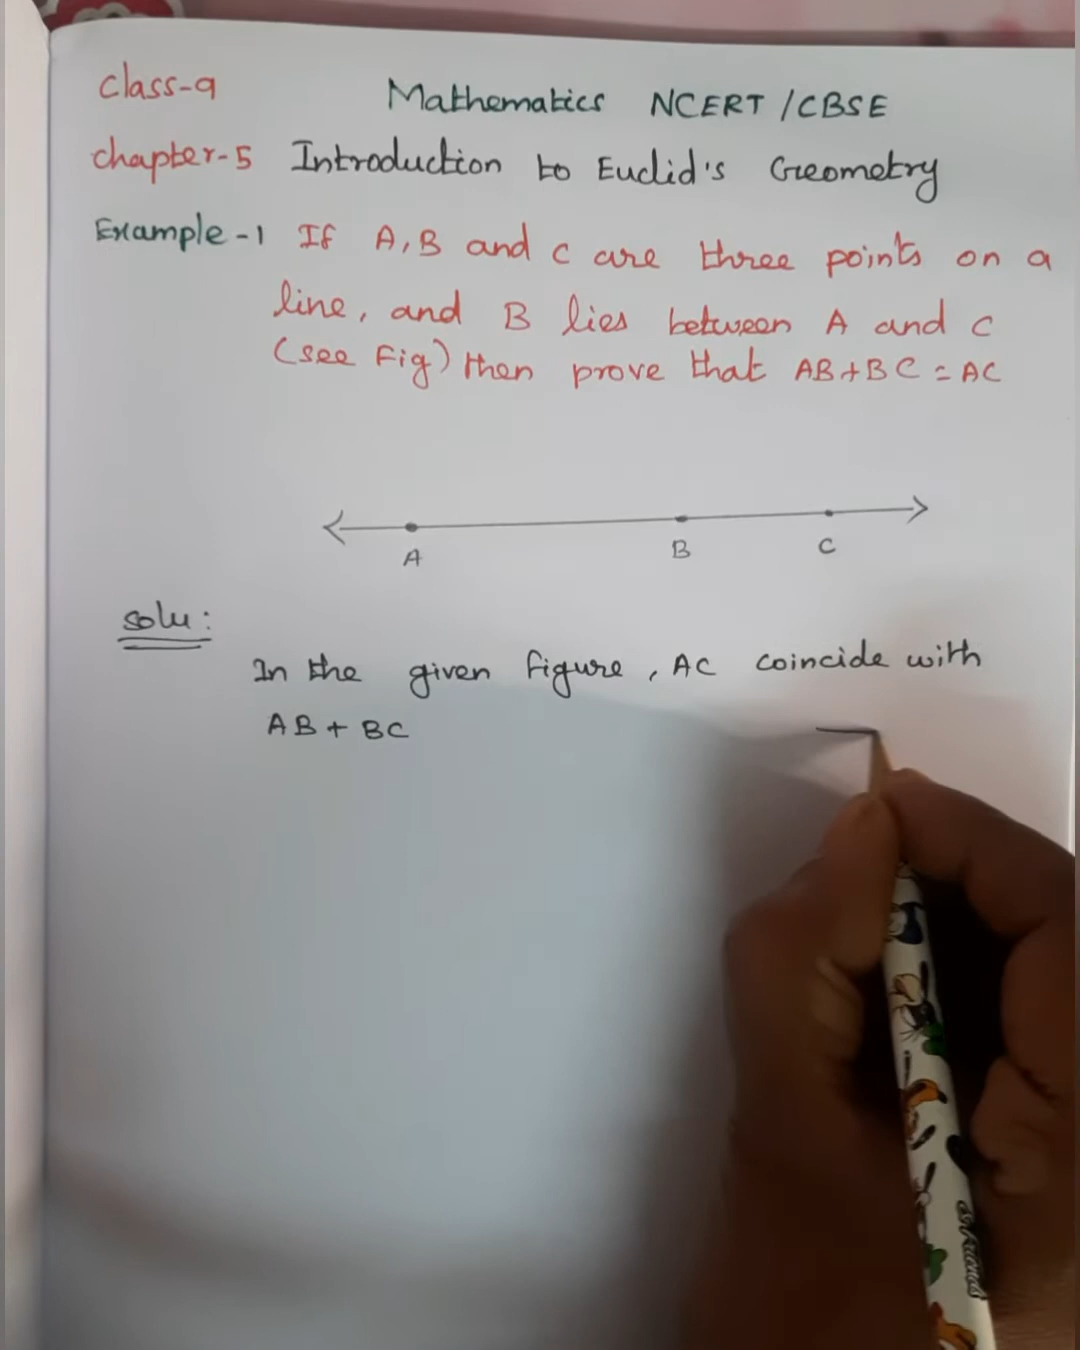 Class-9 Mathematics NCERT/CBSE
chapter-5 Introduction to Euclid's Geometry
Example-1 If A,B and C are three points on a
line, and B lies between A and C
(see Fig) then prove that AB+BC=AC
A B C
Solu:
In the given figure, AC coincide with
AB+BC